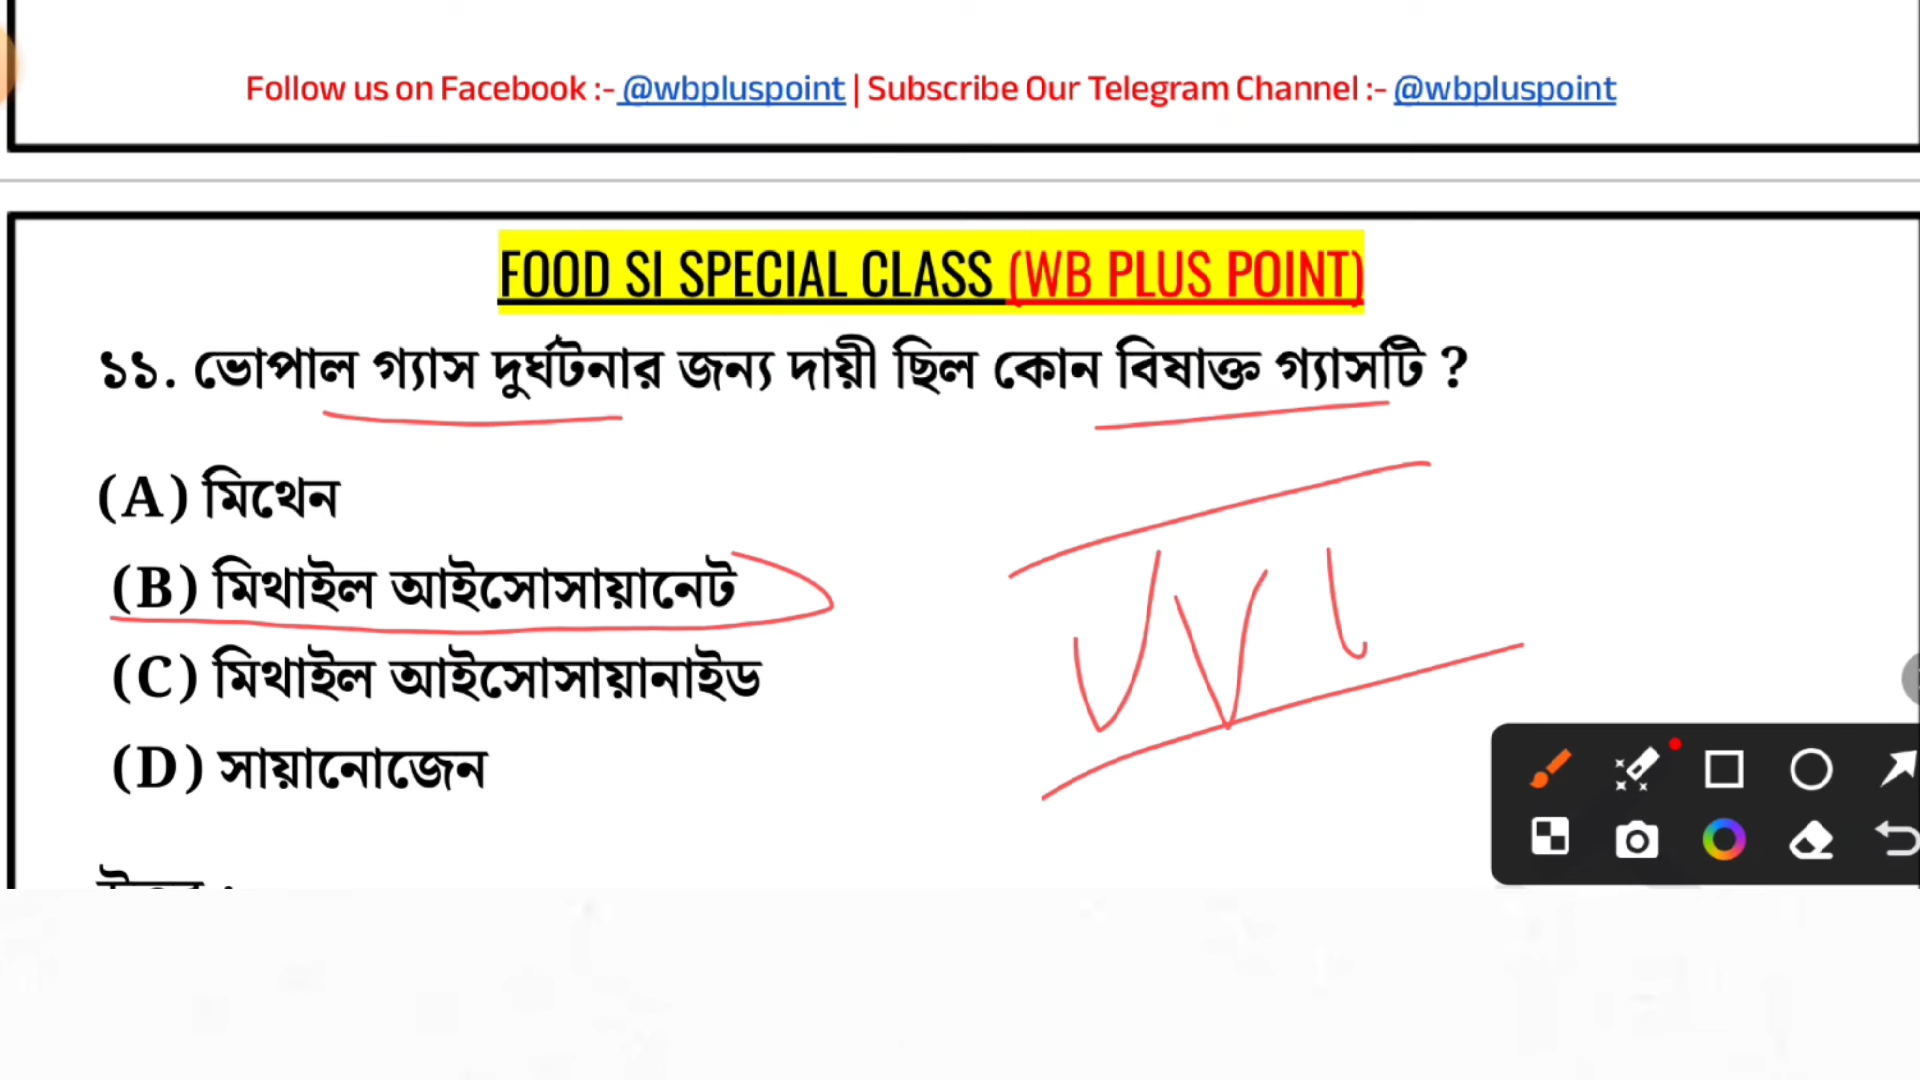 Follow us on Facebook :- @wbpluspoint | Subscribe Our Telegram Channel :- @wbpluspoint
FOOD SI SPECIAL CLASS (WB PLUS POINT)
১১. ভোপাল গ্যাস দুর্ঘটনার জন্য দায়ী ছিল কোন বিষাক্ত গ্যাসটি ?
(A) মিথেন
(B) মিথাইল আইসোসায়ানেট
(C) মিথাইল আইসোসায়ানাইড
(D) সায়ানোজেন